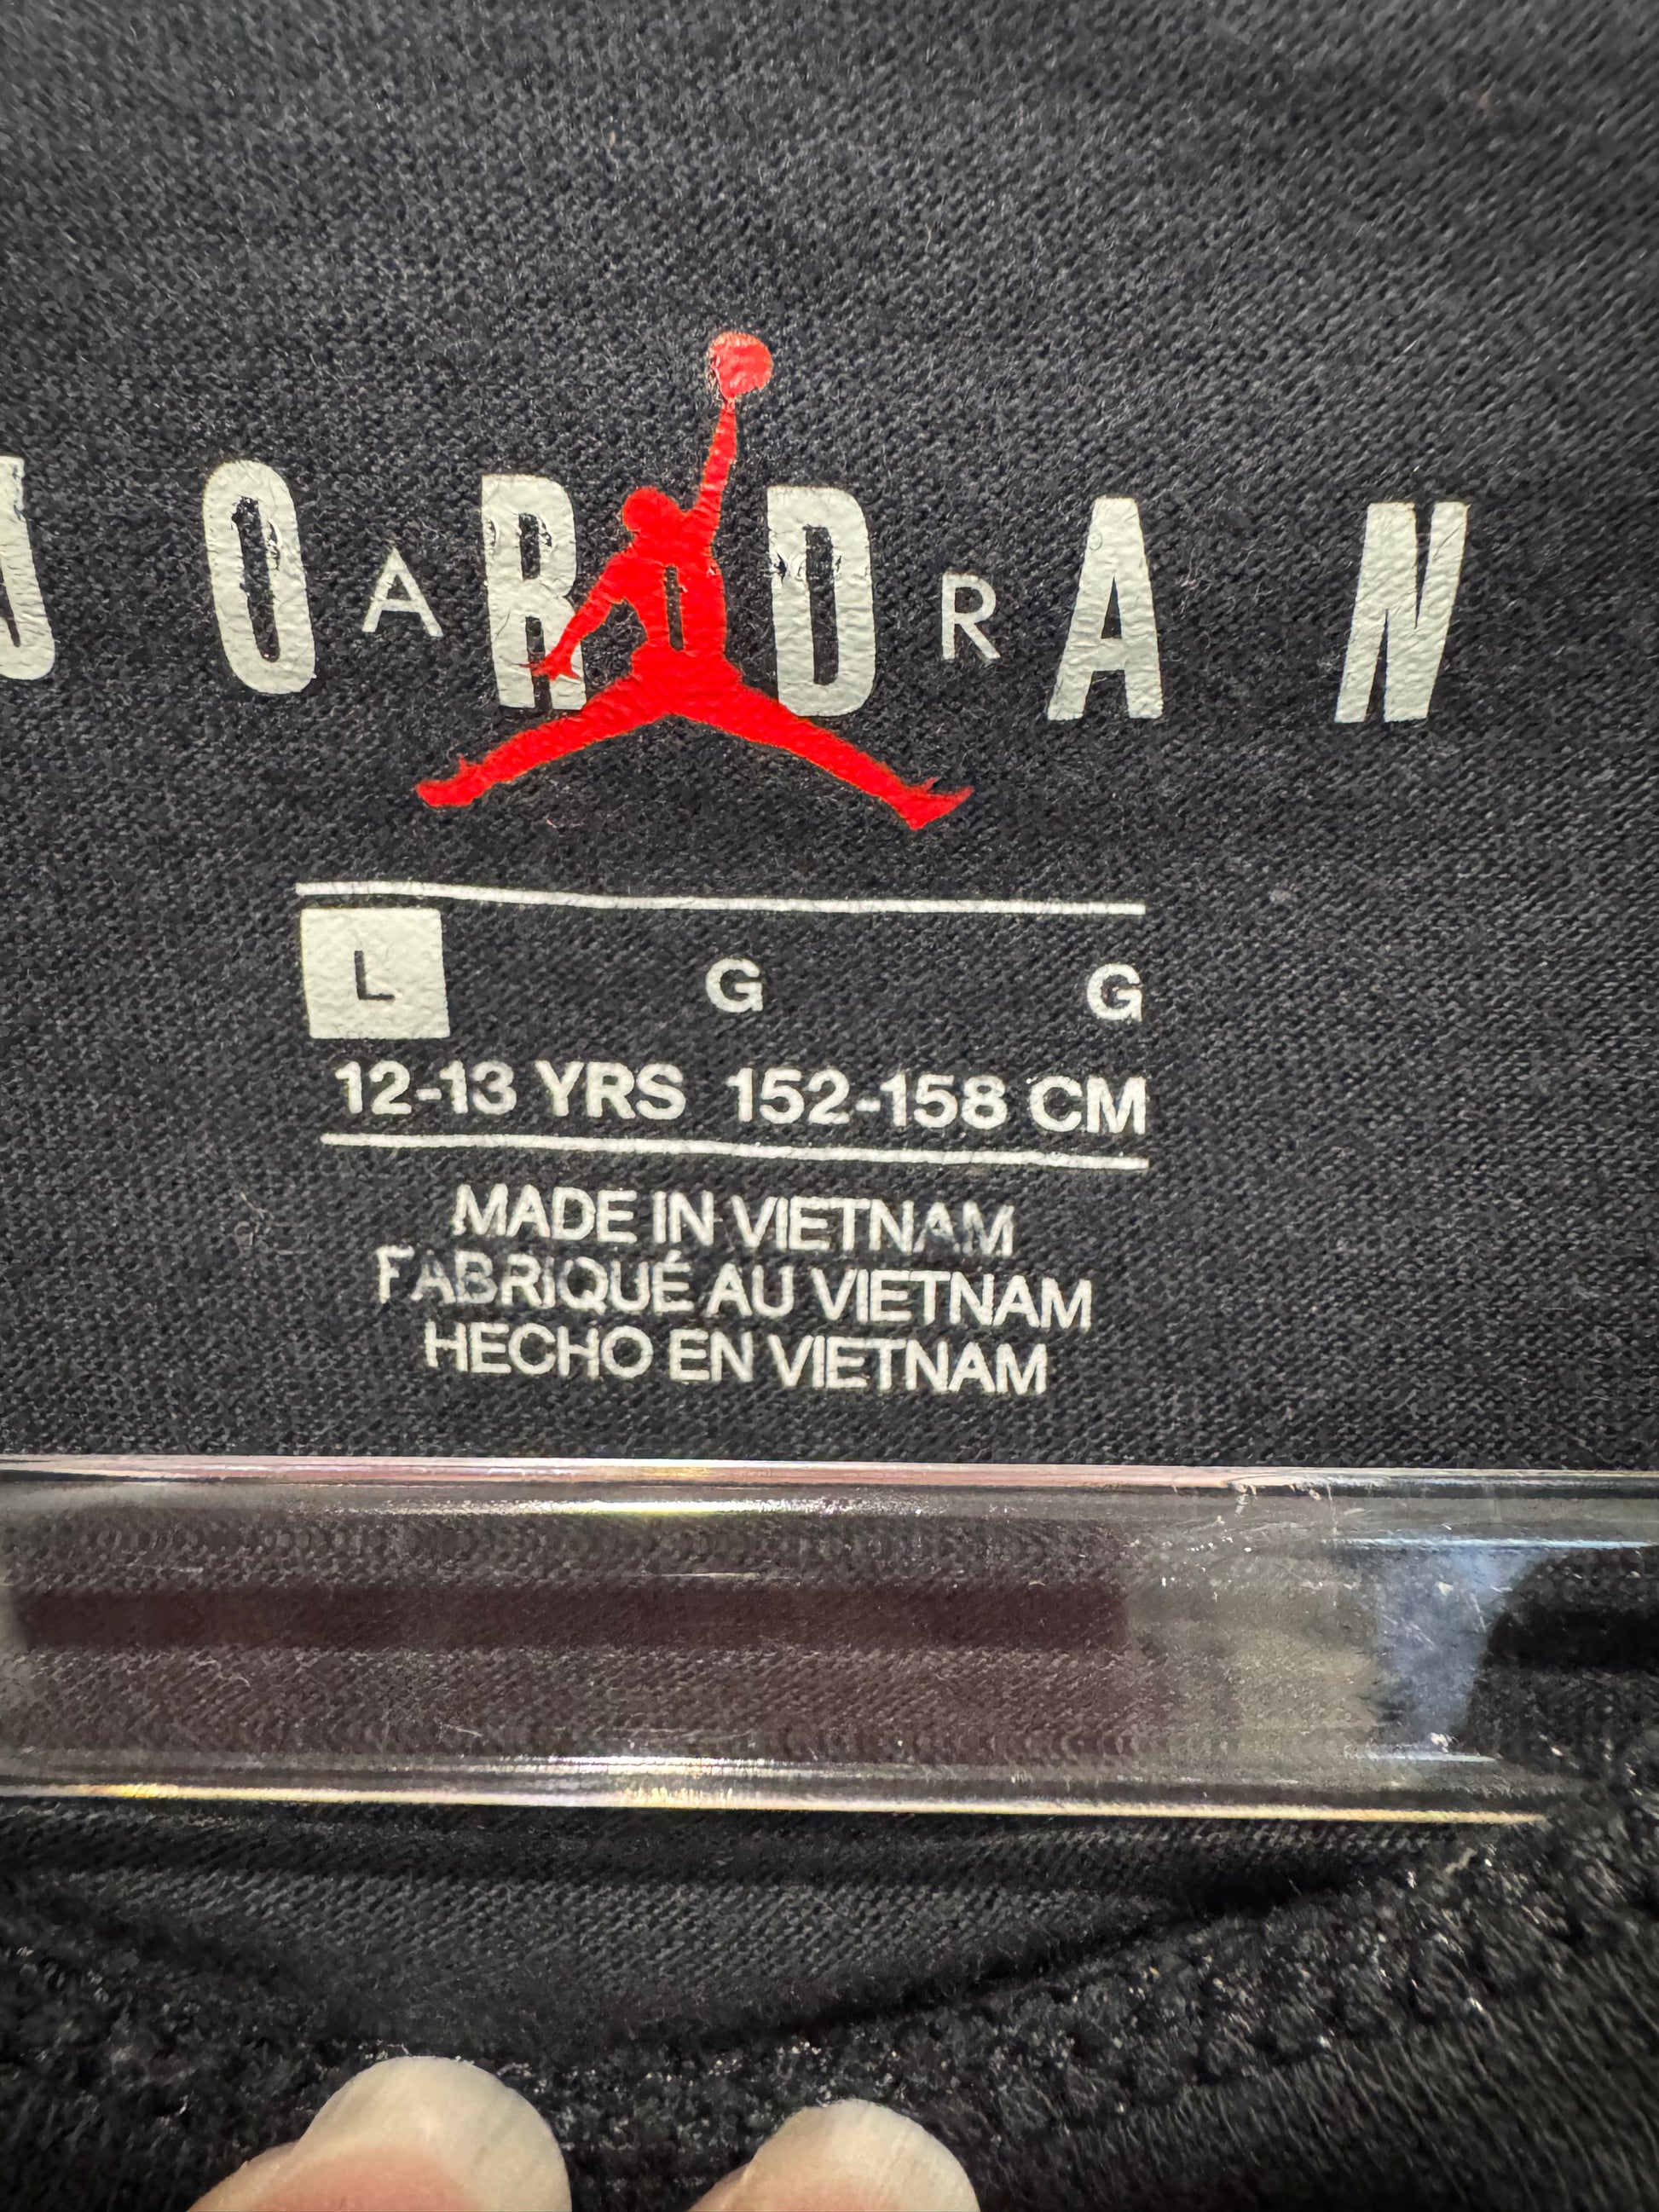 JORDAN
AIR
L G G
12-13 YRS 152-158 CM
MADE IN VIETNAM
FABRIQUÉ AU VIETNAM
HECHO EN VIETNAM